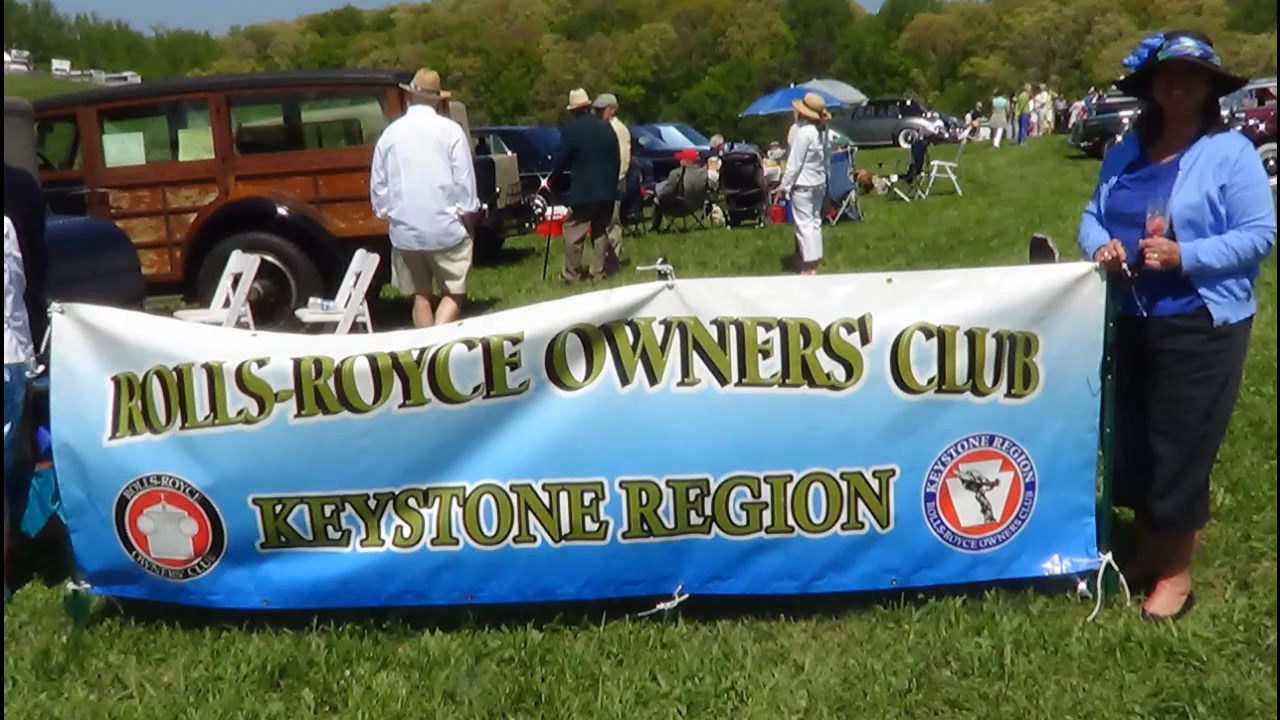 ROLLS-ROYCE OWNERS' CLUB
KEYSTONE REGION
ROLLS-ROYCE
OWNERS' CLUB
KEYSTONE REGION
ROLLS-ROYCE OWNERS CLUB